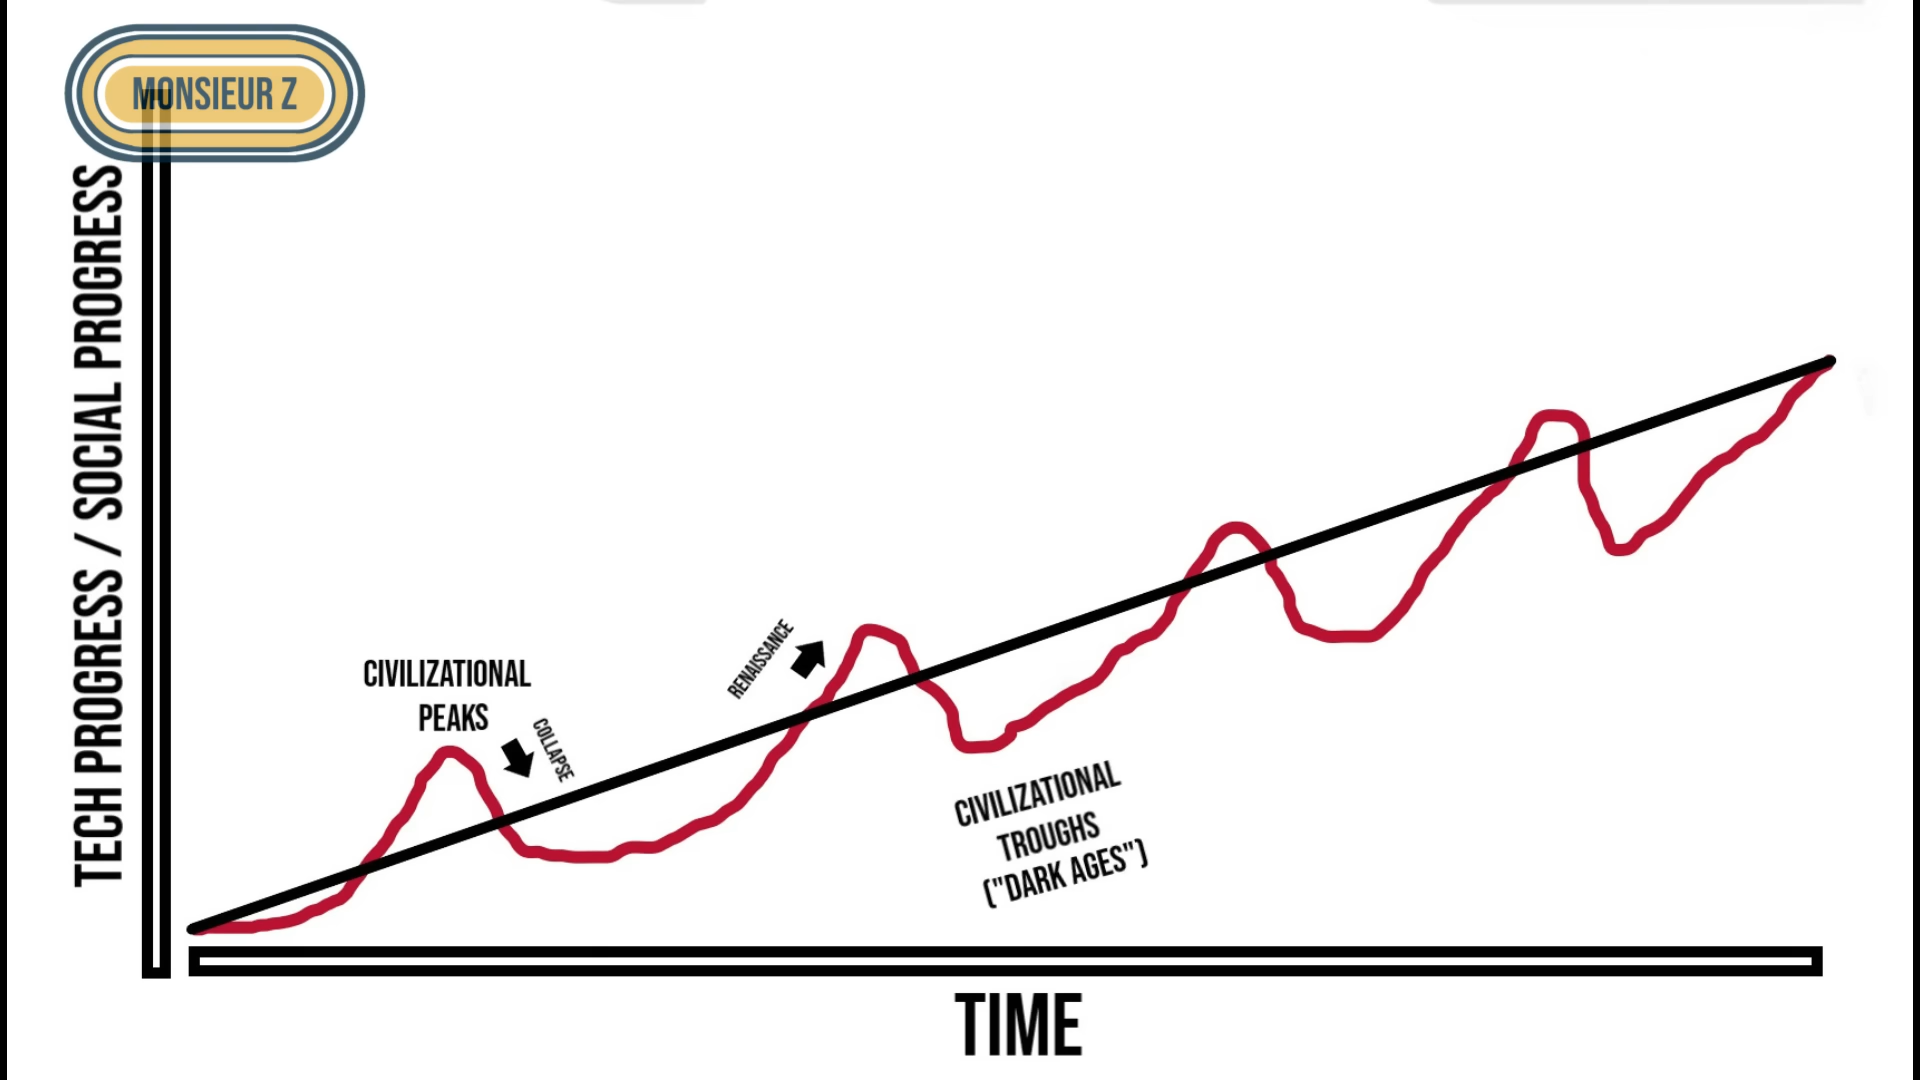 MONSIEUR Z
TECH PROGRESS / SOCIAL PROGRESS
CIVILIZATIONAL
PEAKS
COLLAPSE
RENAISSANCE
CIVILIZATIONAL
TROUGHS
("DARK AGES")
TIME